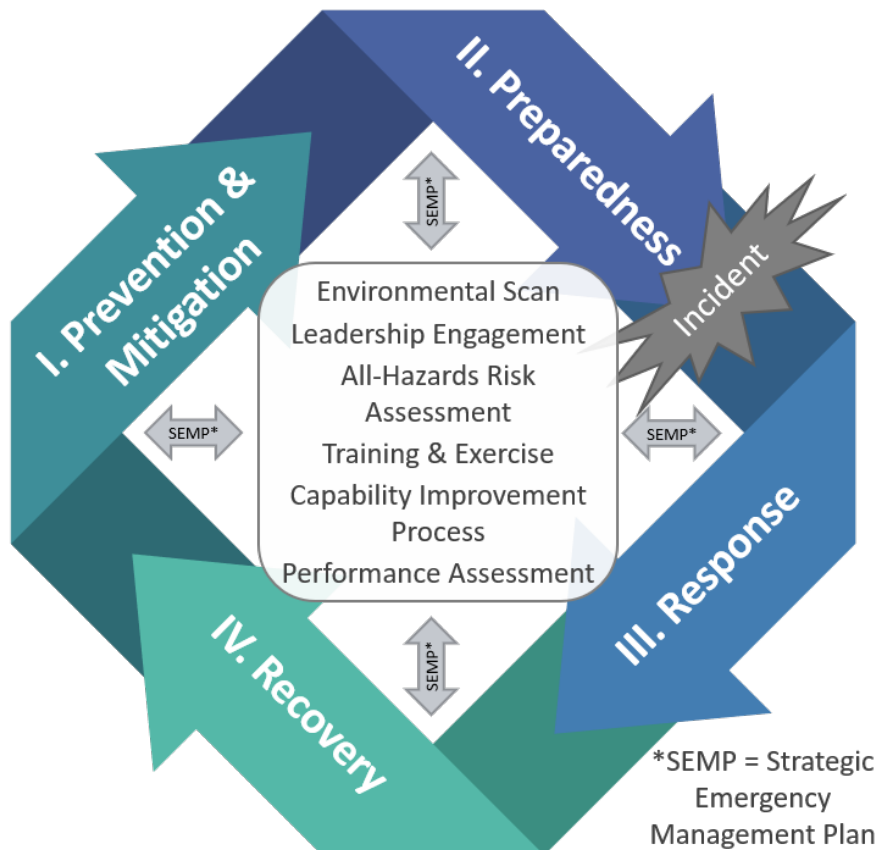 I. Prevention &
Mitigation
II. Preparedness
Incident
SEMP*
Environmental Scan
Leadership Engagement
All-Hazards Risk
Assessment
Training & Exercise
Capability Improvement
Process
Performance Assessment
SEMP*
SEMP*
SEMP*
III. Response
IV. Recovery
*SEMP = Strategic
Emergency
Management Plan